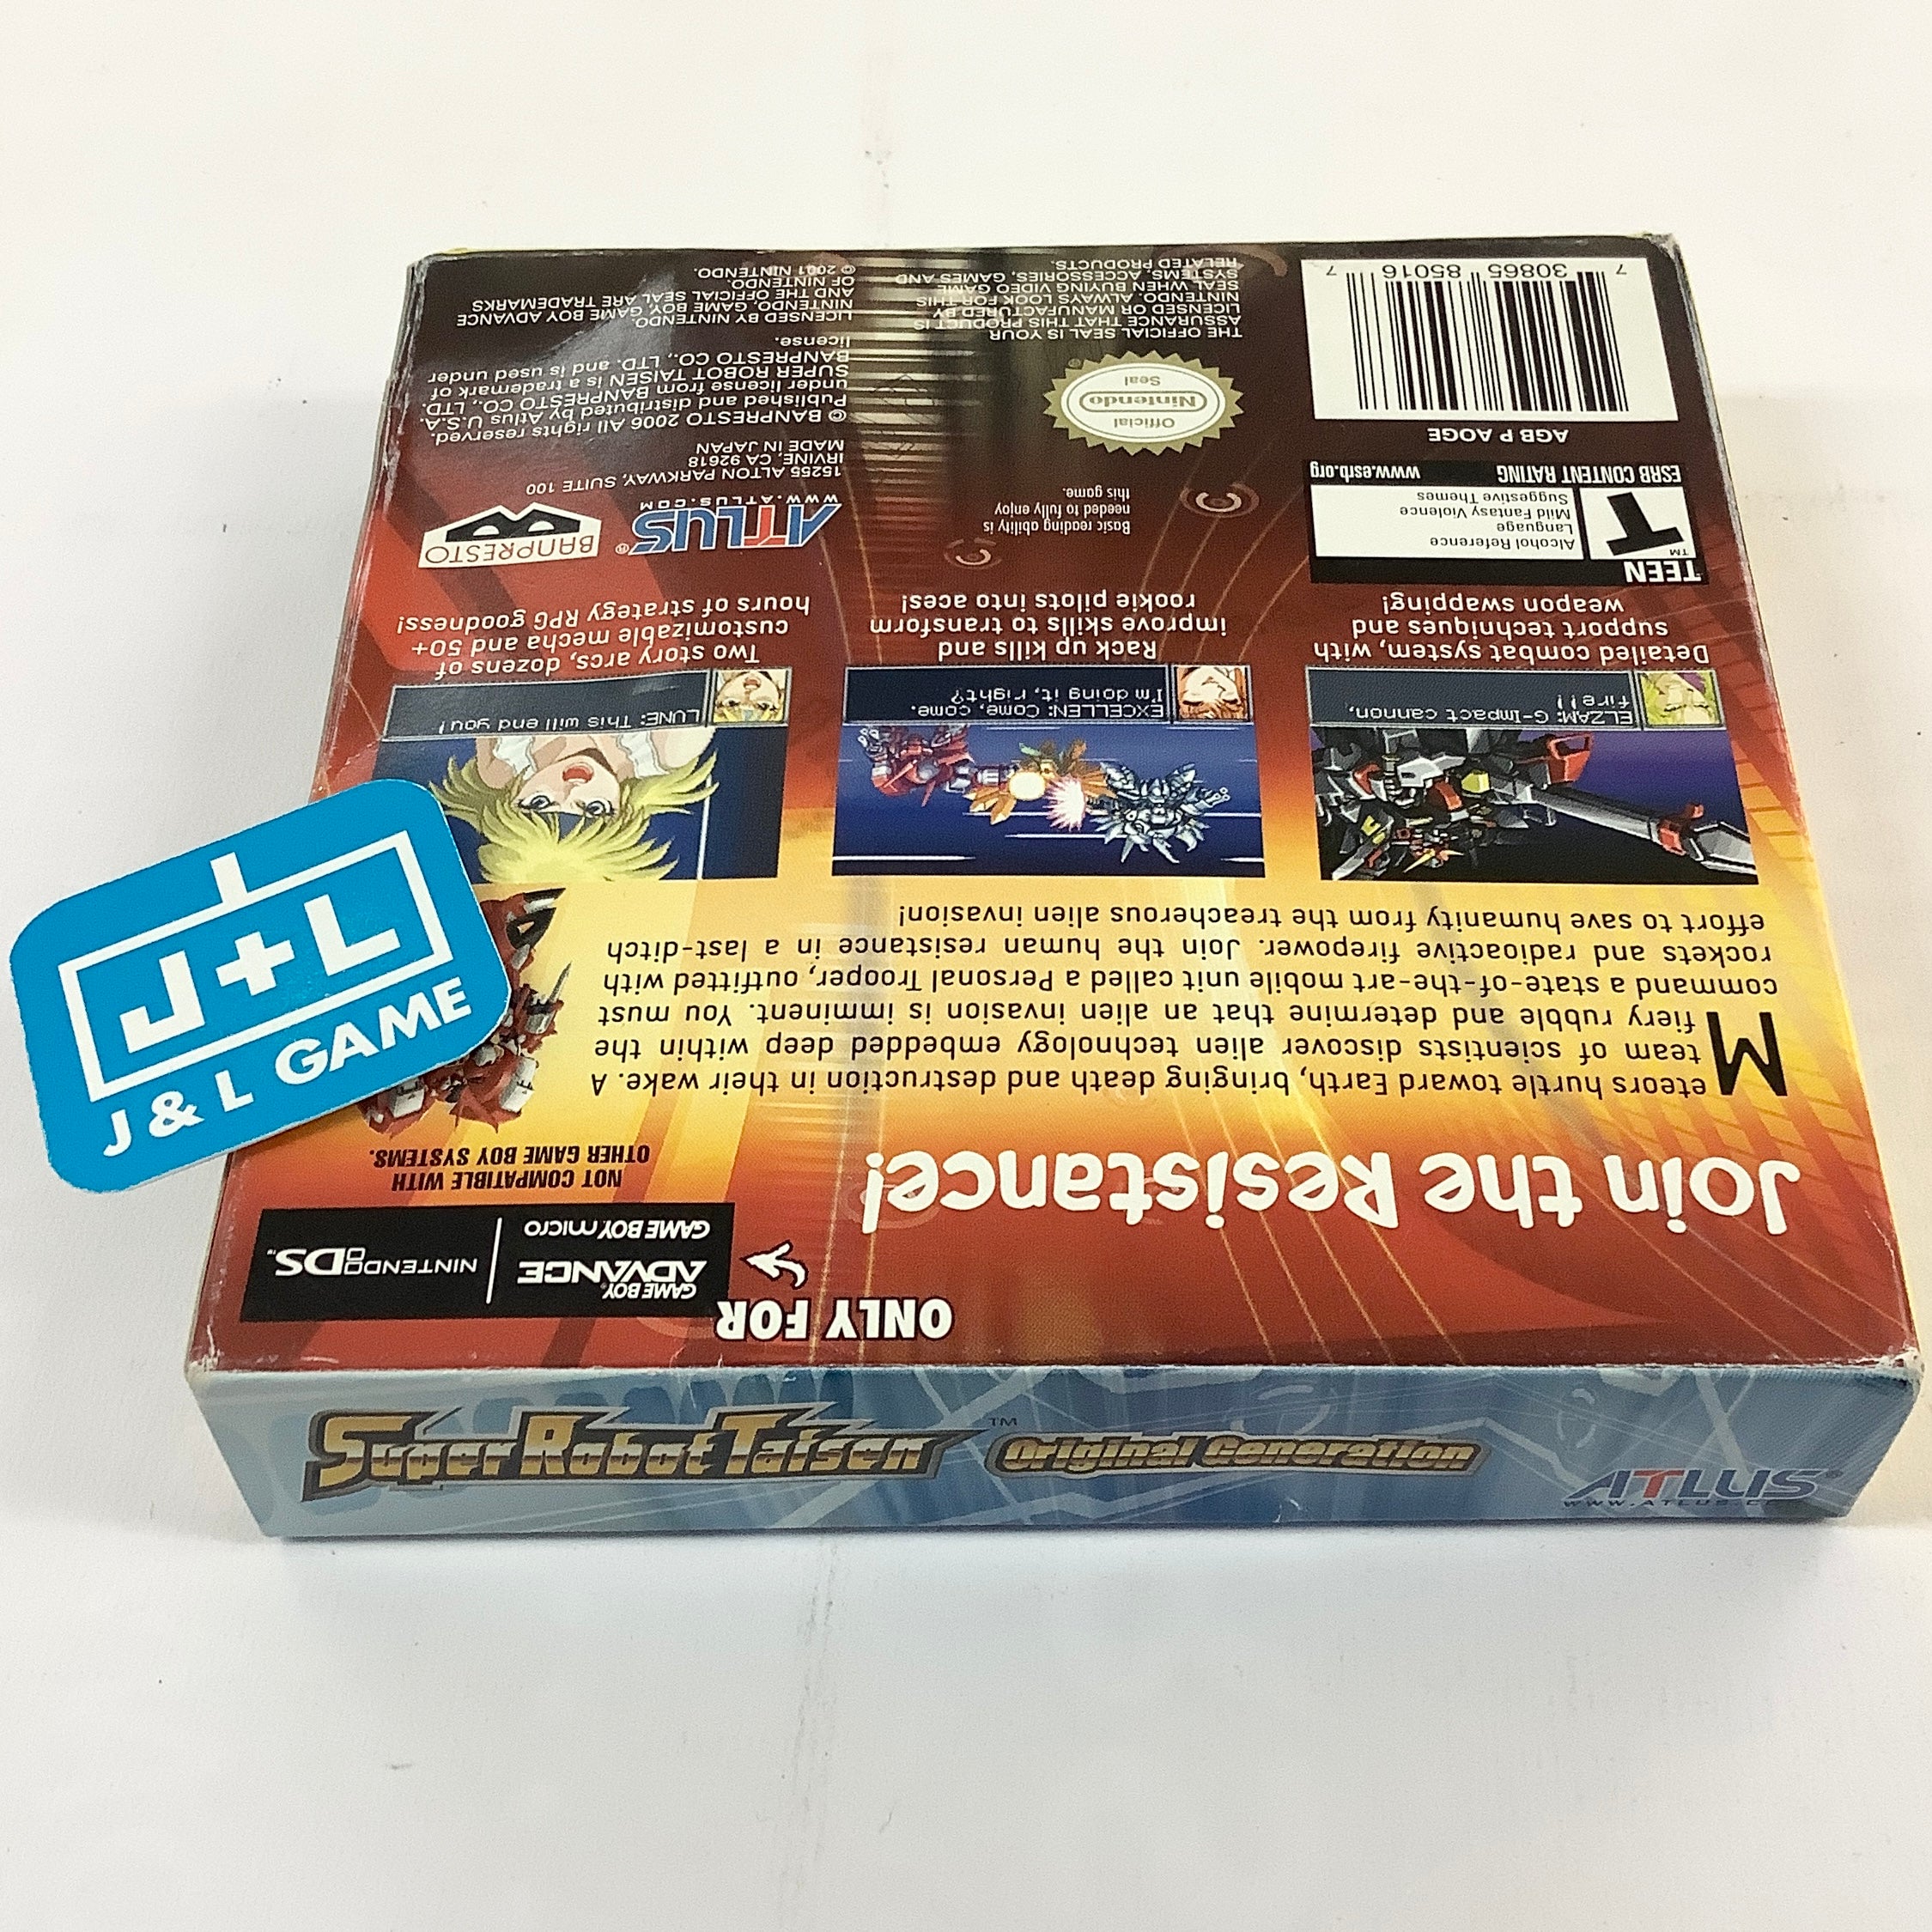 ONLY FOR
GAME BOY
ADVANCE
GAME BOY micro
NINTENDO DS™
NOT COMPATIBLE WITH
OTHER GAME BOY SYSTEMS.
Join the Resistance!
Meteors hurtle toward Earth, bringing death and destruction in their wake. A
team of scientists discover alien technology embedded deep within the
fiery rubble and determine that an alien invasion is imminent. You must
command a state-of-the-art mobile unit called a Personal Trooper, outfitted with
rockets and radioactive firepower. Join the human resistance in a last-ditch
effort to save humanity from the treacherous alien invasion!
ELZAM: G-Impact cannon,
fire!!
Detailed combat system, with
support techniques and
weapon swapping!
EXCELLEN: Come, come.
I'm doing it, right?
Rack up kills and
improve skills to transform
rookie pilots into aces!
LUNE: This will end you!
Two story arcs, dozens of
customizable mecha and 50+
hours of strategy RPG goodness!
TEEN
T™
Alcohol Reference
Language
Mild Fantasy Violence
Suggestive Themes
ESRB CONTENT RATING www.esrb.org
AGB P AOGE
7 30865 85016 7
Basic reading ability is
needed to fully enjoy
this game.
Official
Nintendo
Seal
®
THE OFFICIAL SEAL IS YOUR
ASSURANCE THAT THIS PRODUCT IS
LICENSED OR MANUFACTURED BY
NINTENDO. ALWAYS LOOK FOR THIS
SEAL WHEN BUYING VIDEO GAME
SYSTEMS, ACCESSORIES, GAMES AND
RELATED PRODUCTS.
ATLUS®
WWW.ATLUS.COM
BANPRESTO
15255 ALTON PARKWAY, SUITE 100
IRVINE, CA 92618
MADE IN JAPAN
© BANPRESTO 2006 All rights reserved.
Published and distributed by Atlus U.S.A.
under license from BANPRESTO CO., LTD.
SUPER ROBOT TAISEN is a trademark of
BANPRESTO CO., LTD. and is used under
license.
LICENSED BY NINTENDO.
NINTENDO, GAME BOY, GAME BOY ADVANCE
AND THE OFFICIAL SEAL ARE TRADEMARKS
OF NINTENDO.
© 2001 NINTENDO.
J+L
J & L GAME
Super Robot Taisen™ Original Generation
ATLUS®